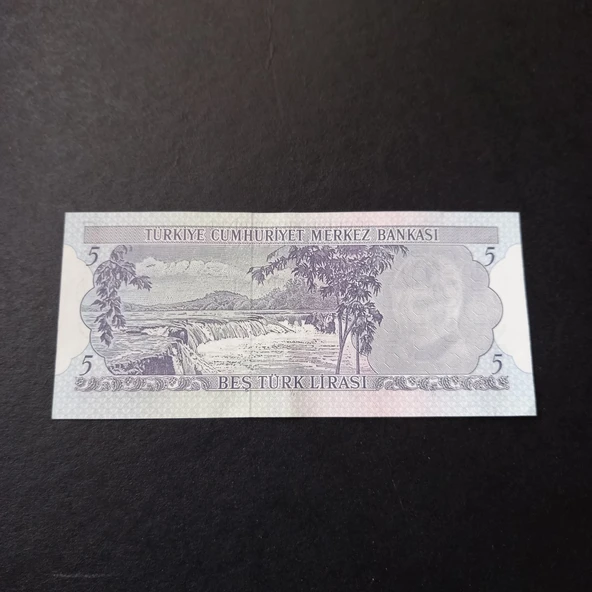 TÜRKİYE CUMHURİYET MERKEZ BANKASI
5 5
5 5
BEŞ TÜRK LİRASI